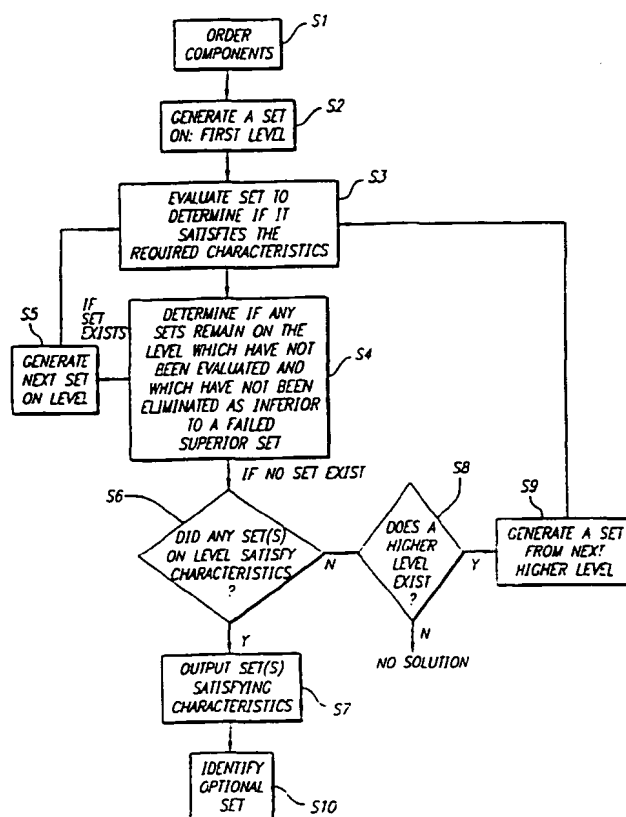 S1
ORDER
COMPONENTS
S2
GENERATE A SET
ON: FIRST LEVEL
S3
EVALUATE SET TO
DETERMINE IF IT
SATISFIES THE
REQUIRED CHARACTERISTICS
S5
IF
SET
EXISTS
GENERATE
NEXT SET
ON LEVEL
DETERMINE IF ANY
SETS REMAIN ON THE
LEVEL WHICH HAVE NOT
BEEN EVALUATED AND
WHICH HAVE NOT BEEN
ELIMINATED AS INFERIOR
TO A FAILED
SUPERIOR SET
S4
IF NO SET EXIST
S6
DID ANY SET(S)
ON LEVEL SATISFY
CHARACTERISTICS
?
N
Y
S8
DOES A
HIGHER
LEVEL
EXIST
?
Y
N
NO SOLUTION
S9
GENERATE A SET
FROM NEXT
HIGHER LEVEL
OUTPUT SET(S)
SATISFYING
CHARACTERISTICS
S7
IDENTIFY
OPTIONAL
SET
S10